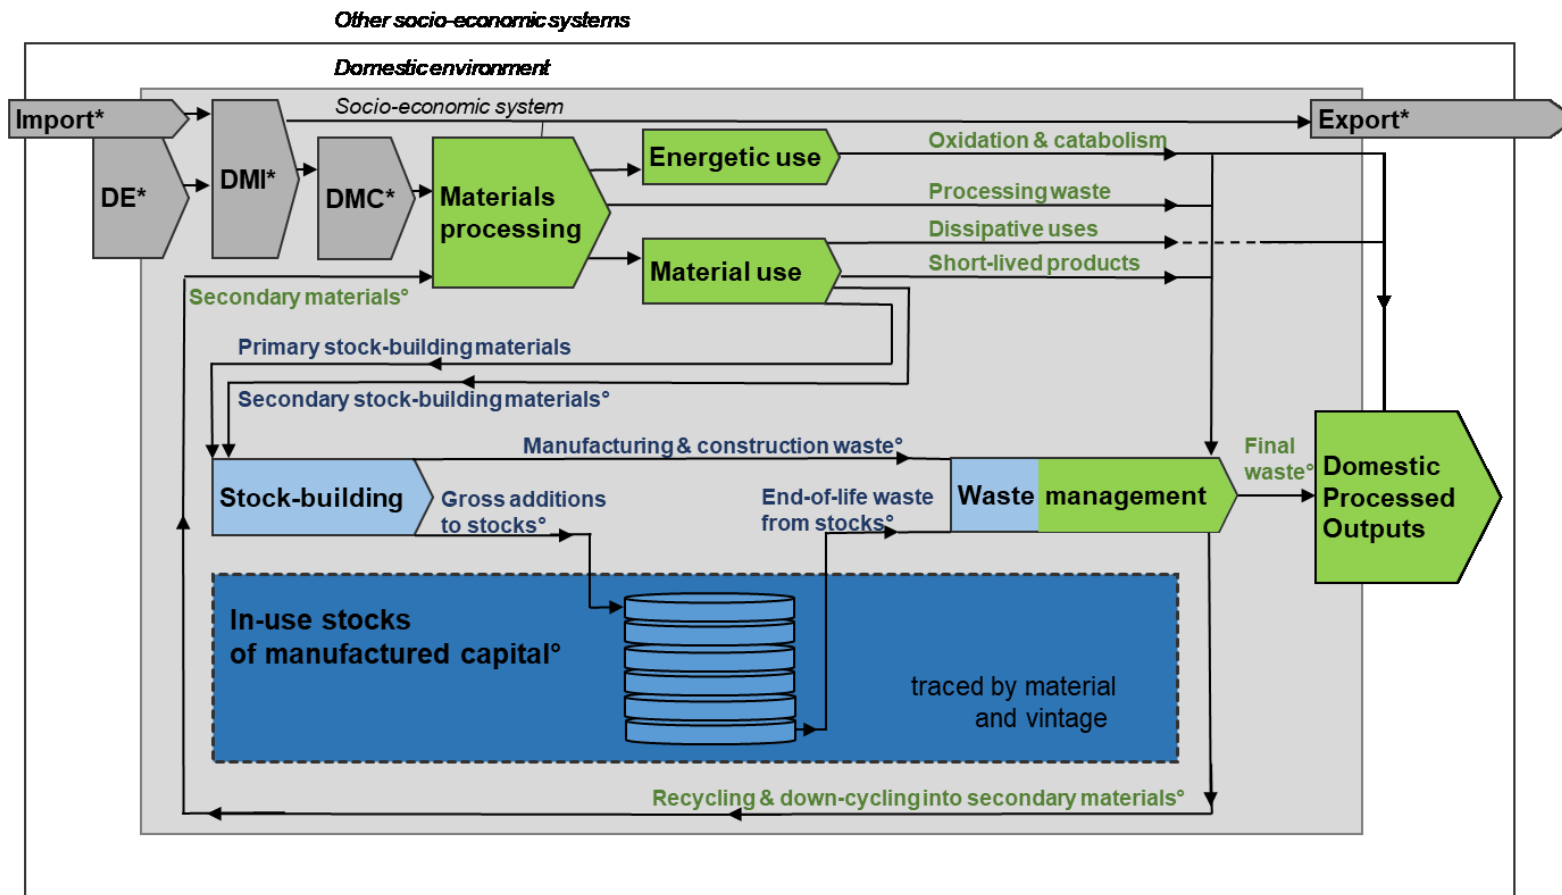 Other socio-economic systems
Domestic environment
Socio-economic system
Import*
Export*
DE*
DMI*
DMC*
Materials
processing
Energetic use
Oxidation & catabolism
Processing waste
Dissipative uses
Material use
Short-lived products
Secondary materials°
Primary stock-building materials
Secondary stock-building materials°
Manufacturing & construction waste°
Stock-building
Gross additions
to stocks°
End-of-life waste
from stocks°
Waste management
Final
waste°
Domestic
Processed
Outputs
In-use stocks
of manufactured capital°
traced by material
and vintage
Recycling & down-cycling into secondary materials°